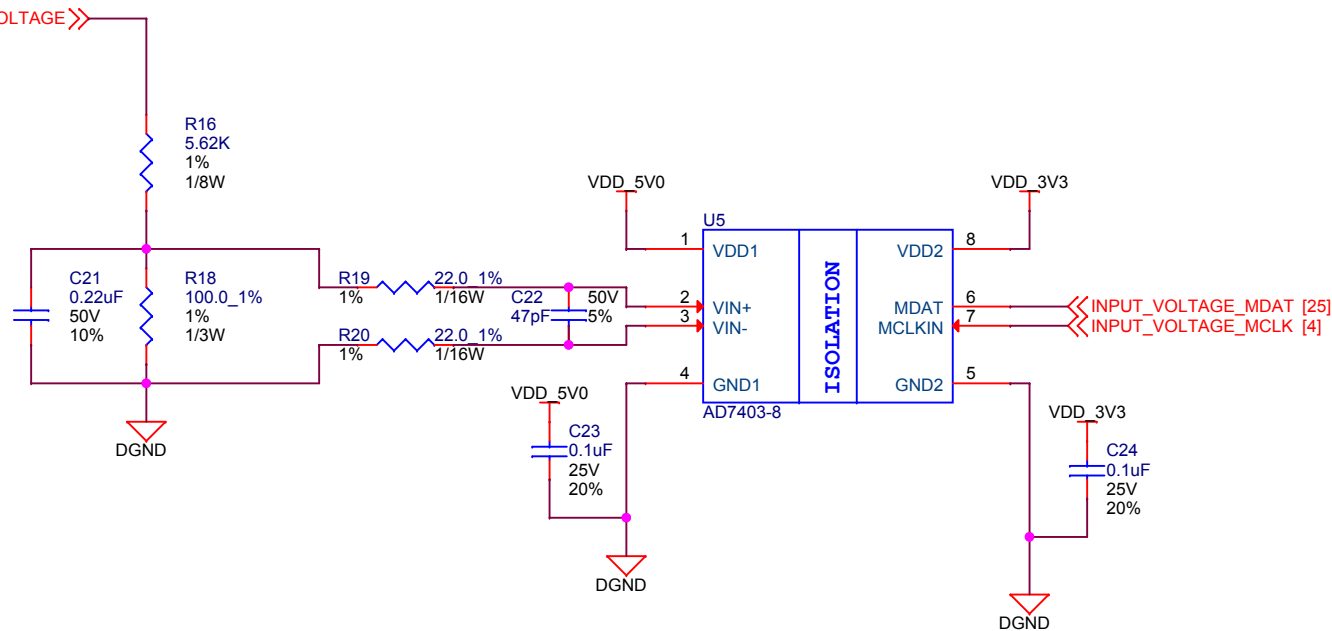 OLTAGE
R16
5.62K
1%
1/8W
VDD_5V0
VDD_3V3
U5
1
VDD1
VDD2
8
ISOLATION
C21
0.22uF
50V
10%
R18
100.0_1%
1%
1/3W
R19
1%
22.0_1%
1/16W
C22
47pF
50V
5%
2
VIN+
3
VIN-
MDAT
6
INPUT_VOLTAGE_MDAT [25]
MCLKIN
7
INPUT_VOLTAGE_MCLK [4]
R20
1%
22.0_1%
1/16W
4
GND1
GND2
5
AD7403-8
DGND
VDD_5V0
C23
0.1uF
25V
20%
VDD_3V3
C24
0.1uF
25V
20%
DGND
DGND